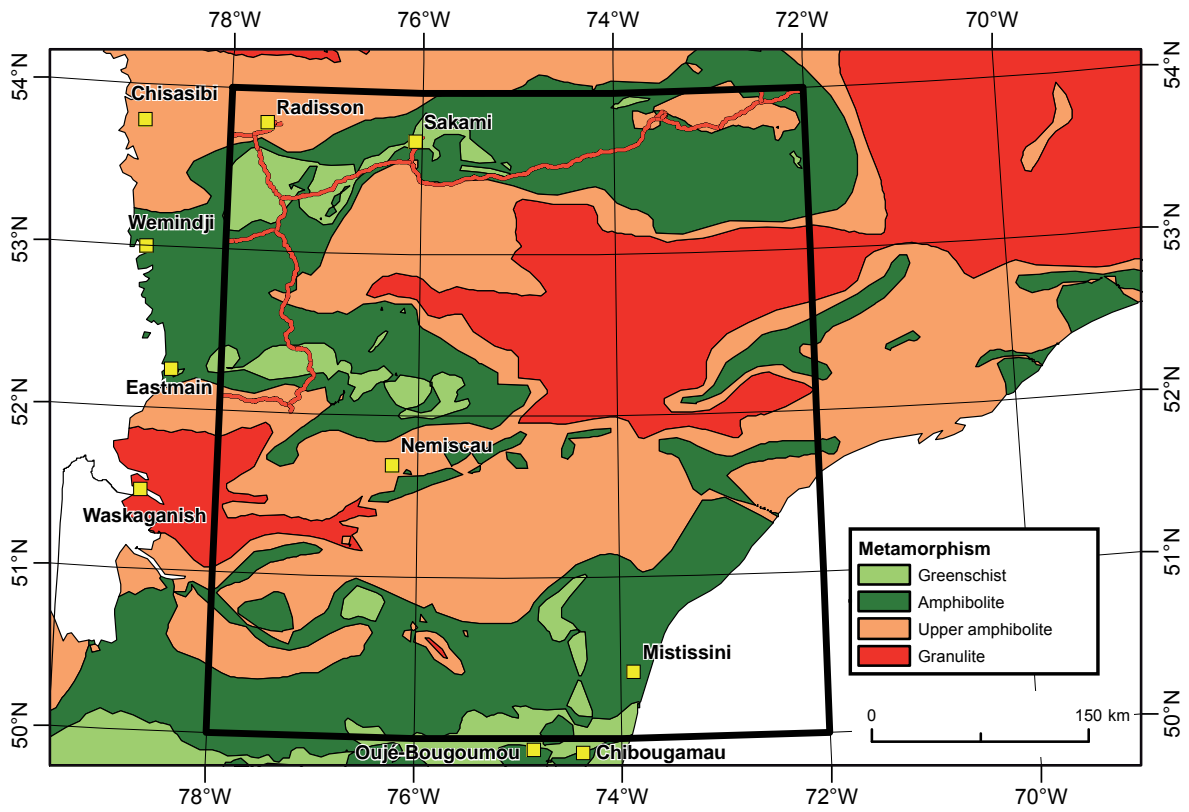 78°W 76°W 74°W 72°W 70°W
54°N 54°N
Chisasibi
Radisson
Sakami
Wemindji
53°N 53°N
Eastmain
52°N 52°N
Nemiscau
Waskaganish
51°N 51°N
Metamorphism
Greenschist
Amphibolite
Upper amphibolite
Granulite
Mistissini
0 150 km
50°N 50°N
Oujé-Bougoumou Chibougamau
78°W 76°W 74°W 72°W 70°W